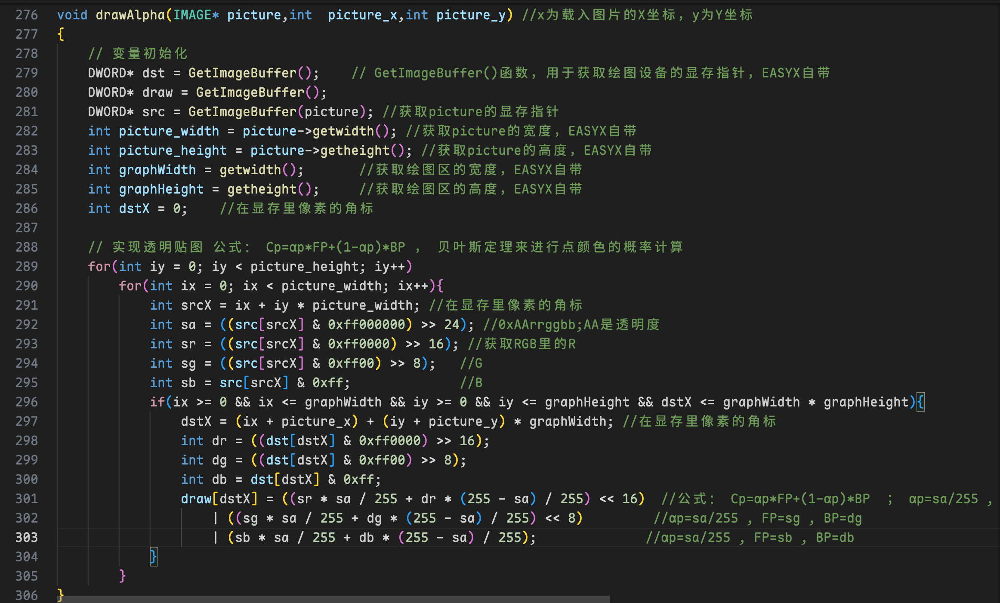 276 void drawAlpha(IMAGE* picture,int  picture_x,int picture_y) //x为载入图片的X坐标，y为Y坐标
277 {
278     // 变量初始化
279     DWORD* dst = GetImageBuffer();    // GetImageBuffer()函数，用于获取绘图设备的显存指针，EASYX自带
280     DWORD* draw = GetImageBuffer();
281     DWORD* src = GetImageBuffer(picture); //获取picture的显存指针
282     int picture_width = picture->getwidth(); //获取picture的宽度，EASYX自带
283     int picture_height = picture->getheight(); //获取picture的高度，EASYX自带
284     int graphWidth = getwidth();       //获取绘图区的宽度，EASYX自带
285     int graphHeight = getheight();     //获取绘图区的高度，EASYX自带
286     int dstX = 0;    //在显存里像素的角标
287
288     // 实现透明贴图 公式： Cp=αp*FP+(1-αp)*BP ， 贝叶斯定理来进行点颜色的概率计算
289     for(int iy = 0; iy < picture_height; iy++)
290         for(int ix = 0; ix < picture_width; ix++){
291             int srcX = ix + iy * picture_width; //在显存里像素的角标
292             int sa = ((src[srcX] & 0xff000000) >> 24); //0xAArrggbb;AA是透明度
293             int sr = ((src[srcX] & 0xff0000) >> 16); //获取RGB里的R
294             int sg = ((src[srcX] & 0xff00) >> 8);   //G
295             int sb = src[srcX] & 0xff;              //B
296             if(ix >= 0 && ix <= graphWidth && iy >= 0 && iy <= graphHeight && dstX <= graphWidth * graphHeight){
297                 dstX = (ix + picture_x) + (iy + picture_y) * graphWidth; //在显存里像素的角标
298                 int dr = ((dst[dstX] & 0xff0000) >> 16);
299                 int dg = ((dst[dstX] & 0xff00) >> 8);
300                 int db = dst[dstX] & 0xff;
301                 draw[dstX] = ((sr * sa / 255 + dr * (255 - sa) / 255) << 16)  //公式： Cp=αp*FP+(1-αp)*BP  ； αp=sa/255 ,
302                     | ((sg * sa / 255 + dg * (255 - sa) / 255) << 8)         //αp=sa/255 , FP=sg , BP=dg
303                     | (sb * sa / 255 + db * (255 - sa) / 255);              //αp=sa/255 , FP=sb , BP=db
304             }
305         }
306 }